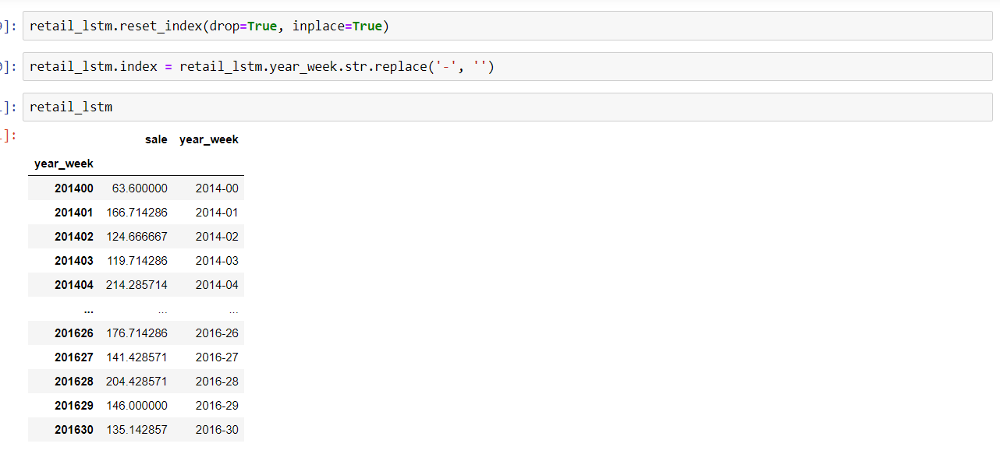 ]: retail_lstm.reset_index(drop=True, inplace=True)
]: retail_lstm.index = retail_lstm.year_week.str.replace('-', '')
]: retail_lstm
]:
sale year_week
year_week
201400 63.600000 2014-00
201401 166.714286 2014-01
201402 124.666667 2014-02
201403 119.714286 2014-03
201404 214.285714 2014-04
... ... ...
201626 176.714286 2016-26
201627 141.428571 2016-27
201628 204.428571 2016-28
201629 146.000000 2016-29
201630 135.142857 2016-30